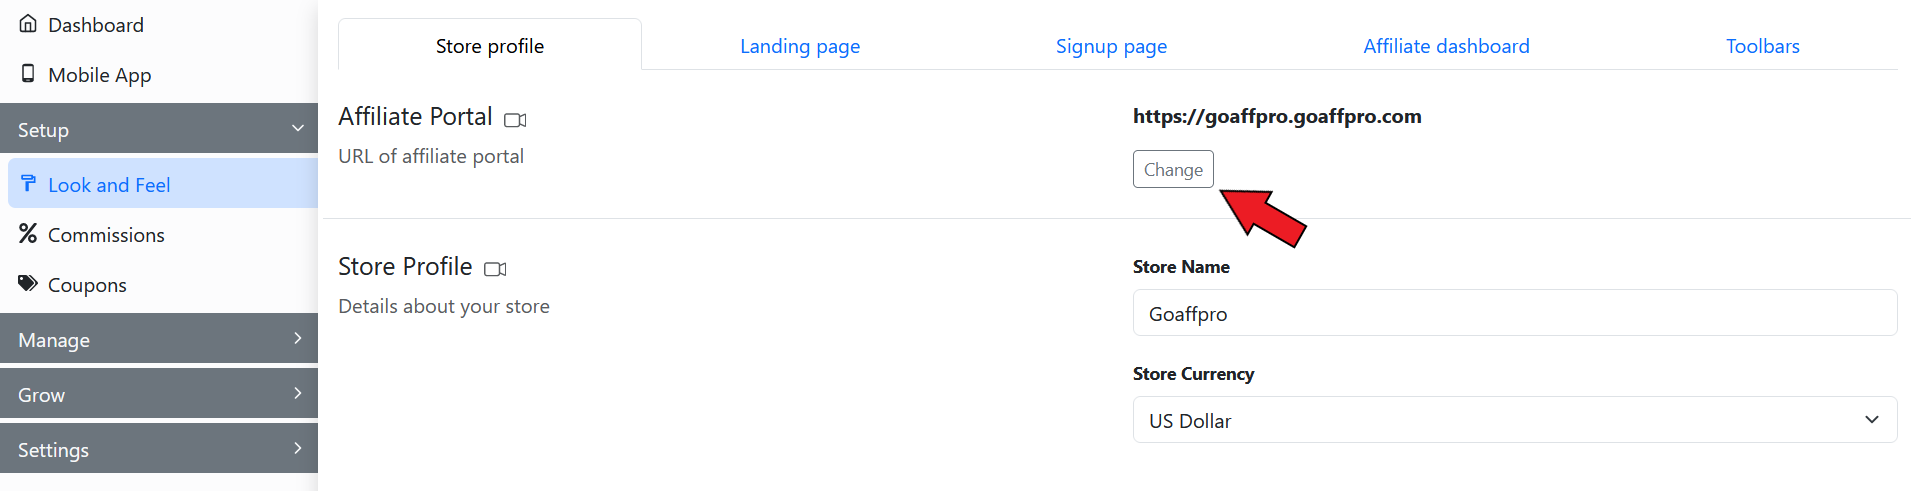 Dashboard
Mobile App
Setup
Look and Feel
Commissions
Coupons
Manage
Grow
Settings
Store profile
Landing page
Signup page
Affiliate dashboard
Toolbars
Affiliate Portal
URL of affiliate portal
https://goaffpro.goaffpro.com
Change
Store Profile
Details about your store
Store Name
Goaffpro
Store Currency
US Dollar